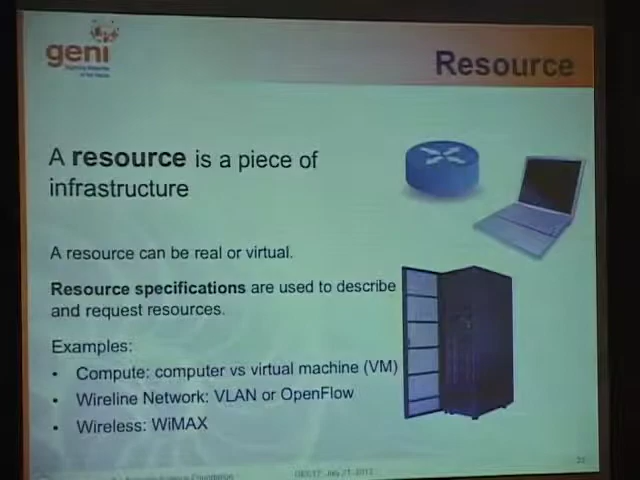 geni
Resource
A resource is a piece of
infrastructure
A resource can be real or virtual.
Resource specifications are used to describe
and request resources.
Examples:
• Compute: computer vs virtual machine (VM)
• Wireline Network: VLAN or OpenFlow
• Wireless: WiMAX